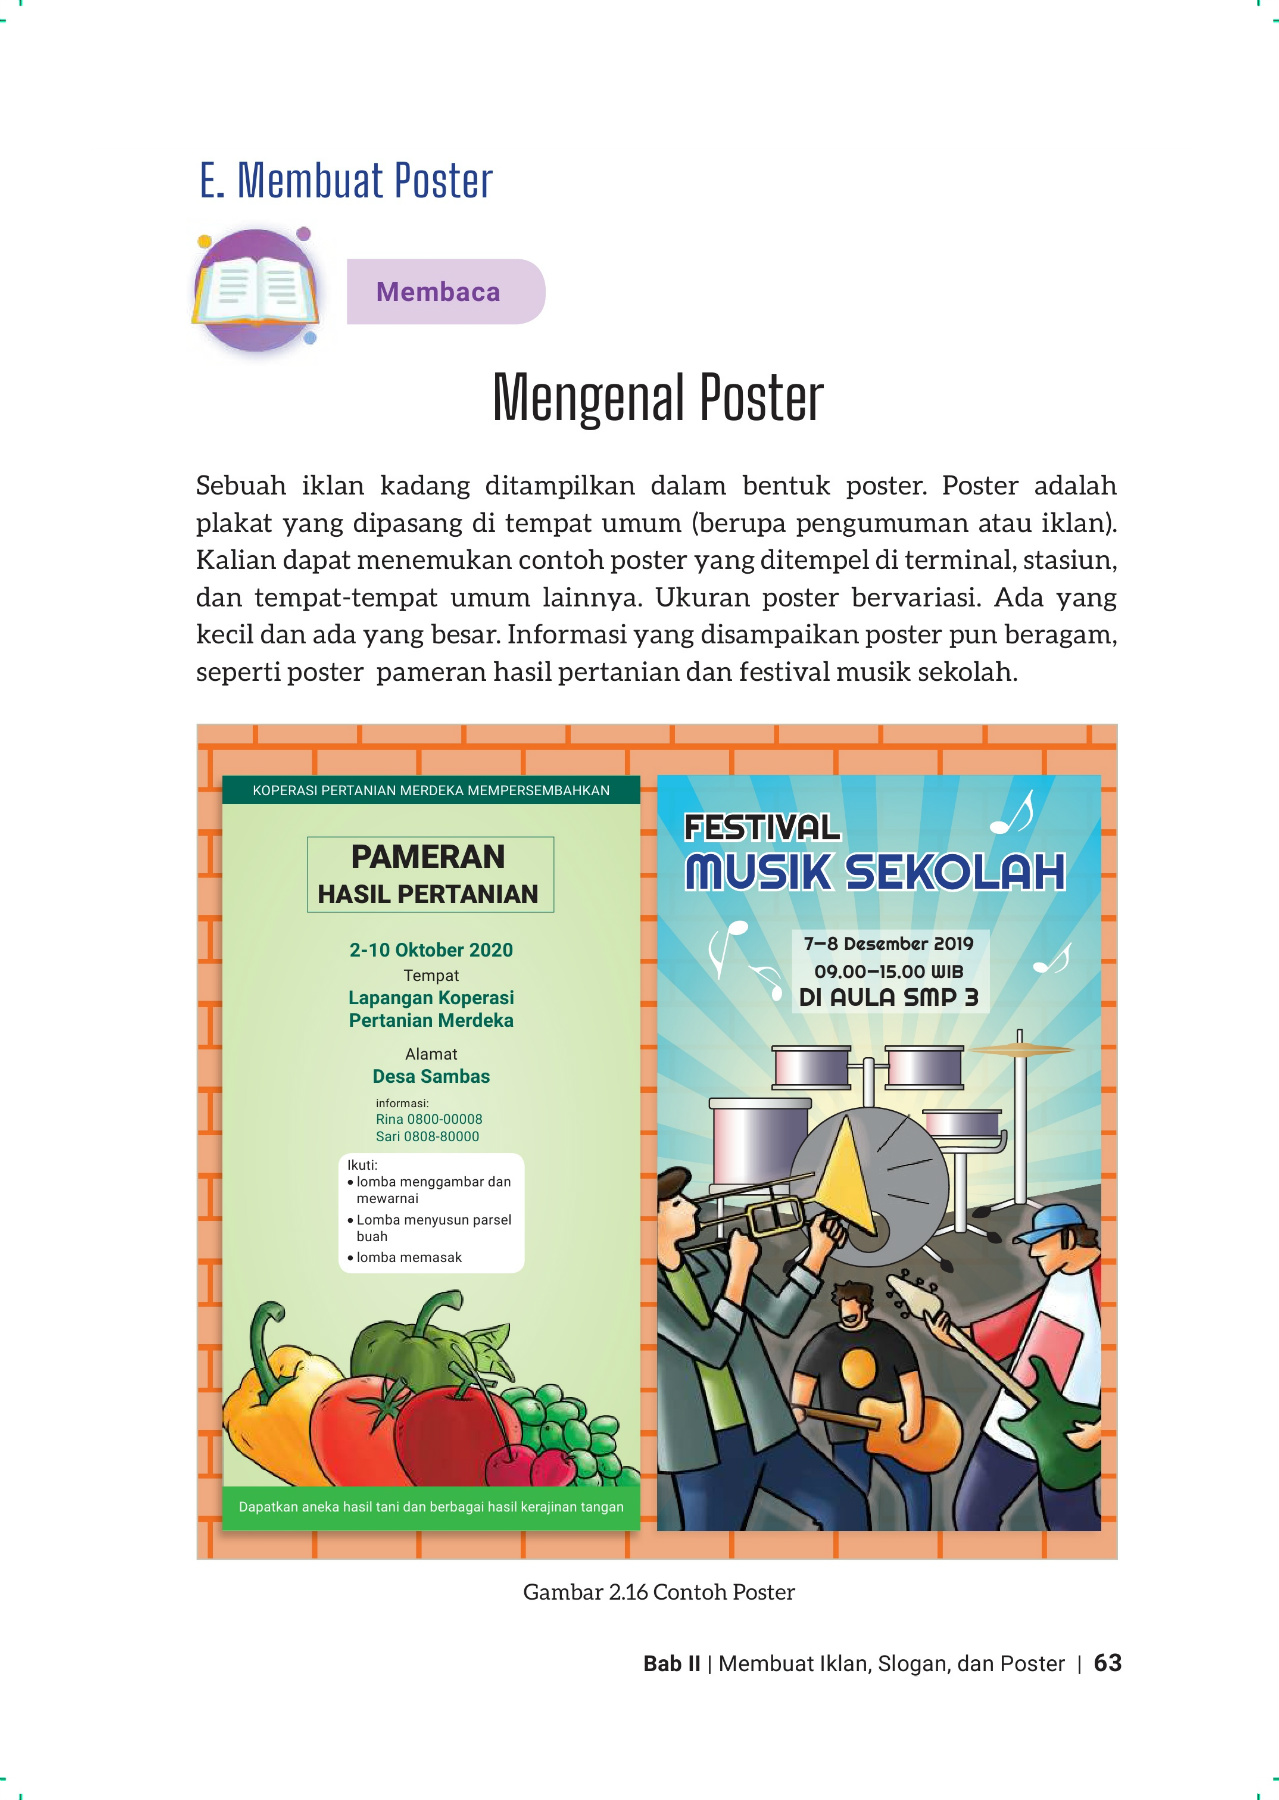 E. Membuat Poster
Membaca
Mengenal Poster
Sebuah iklan kadang ditampilkan dalam bentuk poster. Poster adalah
plakat yang dipasang di tempat umum (berupa pengumuman atau iklan).
Kalian dapat menemukan contoh poster yang ditempel di terminal, stasiun,
dan tempat-tempat umum lainnya. Ukuran poster bervariasi. Ada yang
kecil dan ada yang besar. Informasi yang disampaikan poster pun beragam,
seperti poster pameran hasil pertanian dan festival musik sekolah.
KOPERASI PERTANIAN MERDEKA MEMPERSEMBAHKAN
PAMERAN
HASIL PERTANIAN
2-10 Oktober 2020
Tempat
Lapangan Koperasi
Pertanian Merdeka
Alamat
Desa Sambas
informasi:
Rina 0800-00008
Sari 0808-80000
Ikuti:
• lomba menggambar dan
mewarnai
• Lomba menyusun parsel
buah
• lomba memasak
Dapatkan aneka hasil tani dan berbagai hasil kerajinan tangan
FESTIVAL
MUSIK SEKOLAH
7–8 Desember 2019
09.00–15.00 WIB
DI AULA SMP 3
Gambar 2.16 Contoh Poster
Bab II | Membuat Iklan, Slogan, dan Poster | 63